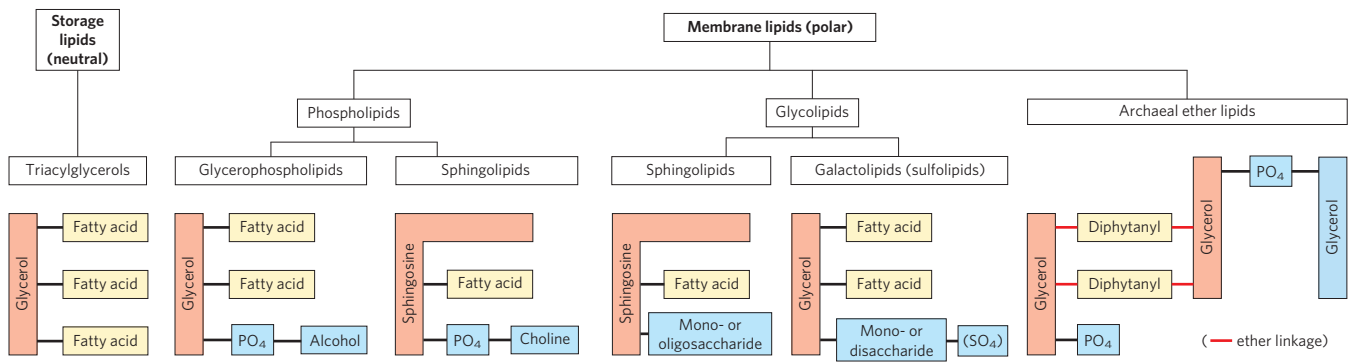 Storage
lipids
(neutral)
Membrane lipids (polar)
Phospholipids
Glycolipids
Archaeal ether lipids
Triacylglycerols
Glycerophospholipids
Sphingolipids
Sphingolipids
Galactolipids (sulfolipids)
Glycerol
Fatty acid
Fatty acid
Fatty acid
Glycerol
Fatty acid
Fatty acid
PO₄
Alcohol
Sphingosine
Fatty acid
PO₄
Choline
Sphingosine
Fatty acid
Mono- or
oligosaccharide
Glycerol
Fatty acid
Fatty acid
Mono- or
disaccharide
(SO₄)
Glycerol
Diphytanyl
Diphytanyl
PO₄
Glycerol
PO₄
Glycerol
( ether linkage)